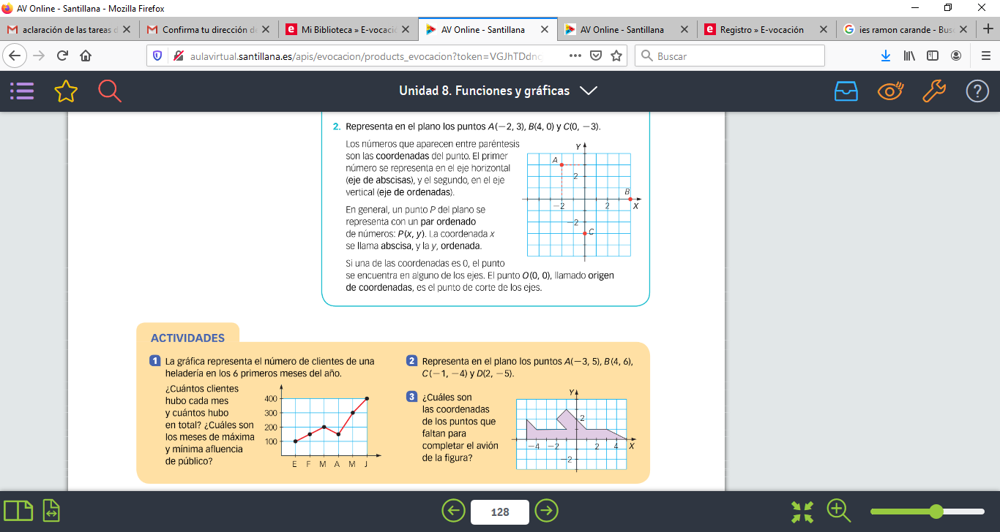 AV Online - Santillana - Mozilla Firefox
aclaración de las tareas d
Confirma tu dirección de
Mi Biblioteca » E-vocació
AV Online - Santillana
AV Online - Santillana
Registro » E-vocación
ies ramon carande - Bus
aulavirtual.santillana.es/apis/evocacion/products_evocacion?token=VGJhTDdnc
Buscar
Unidad 8. Funciones y gráficas
2. Representa en el plano los puntos A(−2, 3), B(4, 0) y C(0, −3).
Los números que aparecen entre paréntesis
son las coordenadas del punto. El primer
número se representa en el eje horizontal
(eje de abscisas), y el segundo, en el eje
vertical (eje de ordenadas).
En general, un punto P del plano se
representa con un par ordenado
de números: P(x, y). La coordenada x
se llama abscisa, y la y, ordenada.
Si una de las coordenadas es 0, el punto
se encuentra en alguno de los ejes. El punto O(0, 0), llamado origen
de coordenadas, es el punto de corte de los ejes.
Y
A
2
B
−2
2
X
−2
C
ACTIVIDADES
1 La gráfica representa el número de clientes de una
heladería en los 6 primeros meses del año.
¿Cuántos clientes
hubo cada mes
y cuántos hubo
en total? ¿Cuáles son
los meses de máxima
y mínima afluencia
de público?
400
300
200
100
E F M A M J
2 Representa en el plano los puntos A(−3, 5), B(4, 6),
C(−1, −4) y D(2, −5).
3 ¿Cuáles son
las coordenadas
de los puntos que
faltan para
completar el avión
de la figura?
Y
2
−4 −2 2 4 X
−2
128